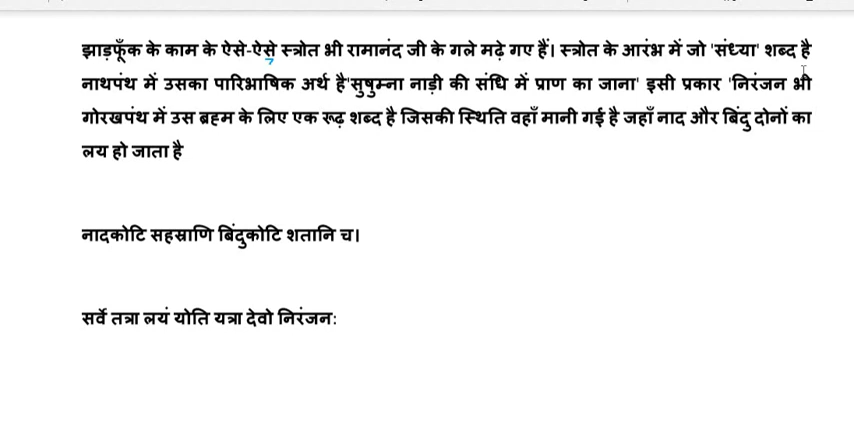 झाड़फूँक के काम के ऐसे-ऐसे स्त्रोत भी रामानंद जी के गले मढ़े गए हैं। स्त्रोत के आरंभ में जो 'संध्या' शब्द है
नाथपंथ में उसका पारिभाषिक अर्थ है'सुषुम्ना नाड़ी की संधि में प्राण का जाना' इसी प्रकार 'निरंजन भी
गोरखपंथ में उस ब्रह्म के लिए एक रूढ़ शब्द है जिसकी स्थिति वहाँ मानी गई है जहाँ नाद और बिंदु दोनों का
लय हो जाता है
नादकोटि सहस्राणि बिंदुकोटि शतानि च।
सर्वे तत्रा लयं योति यत्रा देवो निरंजन: